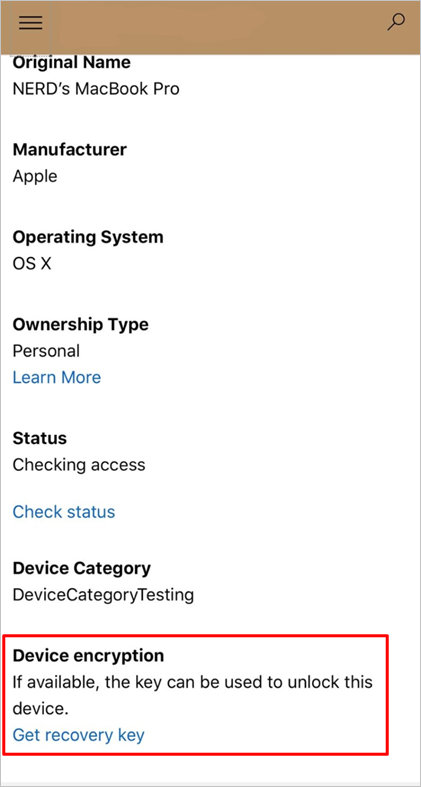 Original Name
NERD’s MacBook Pro
Manufacturer
Apple
Operating System
OS X
Ownership Type
Personal
Learn More
Status
Checking access
Check status
Device Category
DeviceCategoryTesting
Device encryption
If available, the key can be used to unlock this
device.
Get recovery key